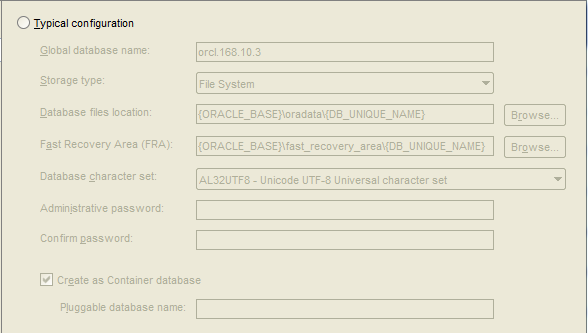 Typical configuration
Global database name: orcl.168.10.3
Storage type: File System
Database files location: {ORACLE_BASE}\oradata\{DB_UNIQUE_NAME} Browse...
Fast Recovery Area (FRA): {ORACLE_BASE}\fast_recovery_area\{DB_UNIQUE_NAME} Browse...
Database character set: AL32UTF8 - Unicode UTF-8 Universal character set
Administrative password:
Confirm password:
Create as Container database
Pluggable database name: